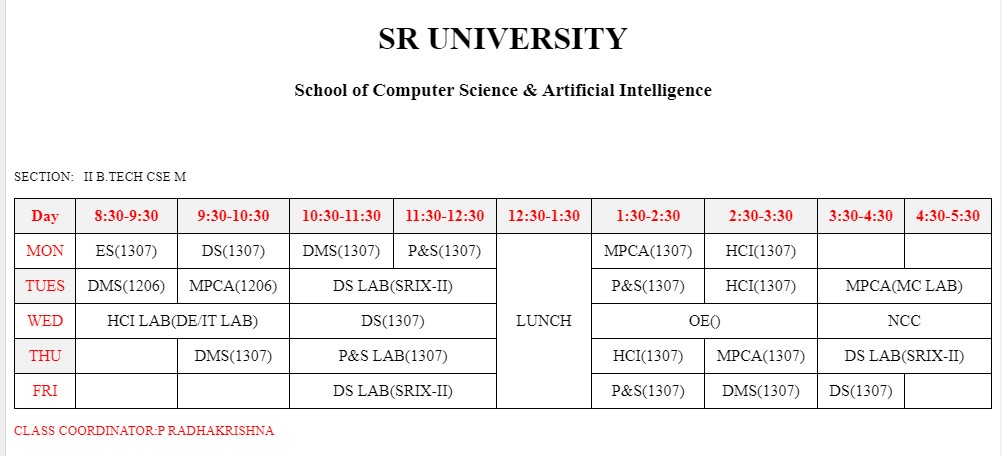 SR UNIVERSITY
School of Computer Science & Artificial Intelligence
SECTION: II B.TECH CSE M
Day 8:30-9:30 9:30-10:30 10:30-11:30 11:30-12:30 12:30-1:30 1:30-2:30 2:30-3:30 3:30-4:30 4:30-5:30
MON ES(1307) DS(1307) DMS(1307) P&S(1307) MPCA(1307) HCI(1307)
TUES DMS(1206) MPCA(1206) DS LAB(SRIX-II) P&S(1307) HCI(1307) MPCA(MC LAB)
WED HCI LAB(DE/IT LAB) DS(1307) LUNCH OE() NCC
THU DMS(1307) P&S LAB(1307) HCI(1307) MPCA(1307) DS LAB(SRIX-II)
FRI DS LAB(SRIX-II) P&S(1307) DMS(1307) DS(1307)
CLASS COORDINATOR:P RADHAKRISHNA